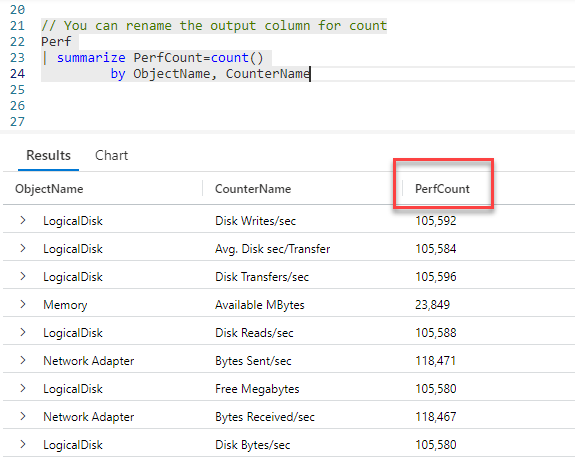 20
21 // You can rename the output column for count
22 Perf
23 | summarize PerfCount=count()
24 by ObjectName, CounterName
25
26
27
Results Chart
ObjectName CounterName PerfCount
> LogicalDisk Disk Writes/sec 105,592
> LogicalDisk Avg. Disk sec/Transfer 105,584
> LogicalDisk Disk Transfers/sec 105,596
> Memory Available MBytes 23,849
> LogicalDisk Disk Reads/sec 105,588
> Network Adapter Bytes Sent/sec 118,471
> LogicalDisk Free Megabytes 105,580
> Network Adapter Bytes Received/sec 118,467
> LogicalDisk Disk Bytes/sec 105,580